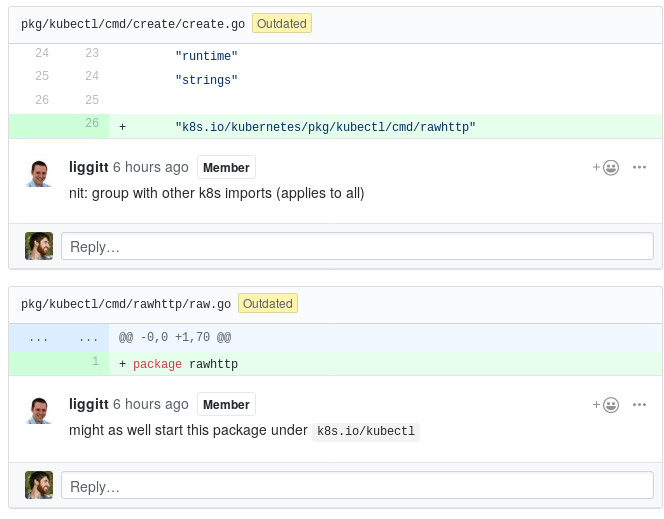 pkg/kubectl/cmd/create/create.go Outdated
24 23 "runtime"
25 24 "strings"
26 25
26 + "k8s.io/kubernetes/pkg/kubectl/cmd/rawhttp"
liggitt 6 hours ago Member
nit: group with other k8s imports (applies to all)
Reply…
pkg/kubectl/cmd/rawhttp/raw.go Outdated
... ... @@ -0,0 +1,70 @@
1 + package rawhttp
liggitt 6 hours ago Member
might as well start this package under k8s.io/kubectl
Reply…